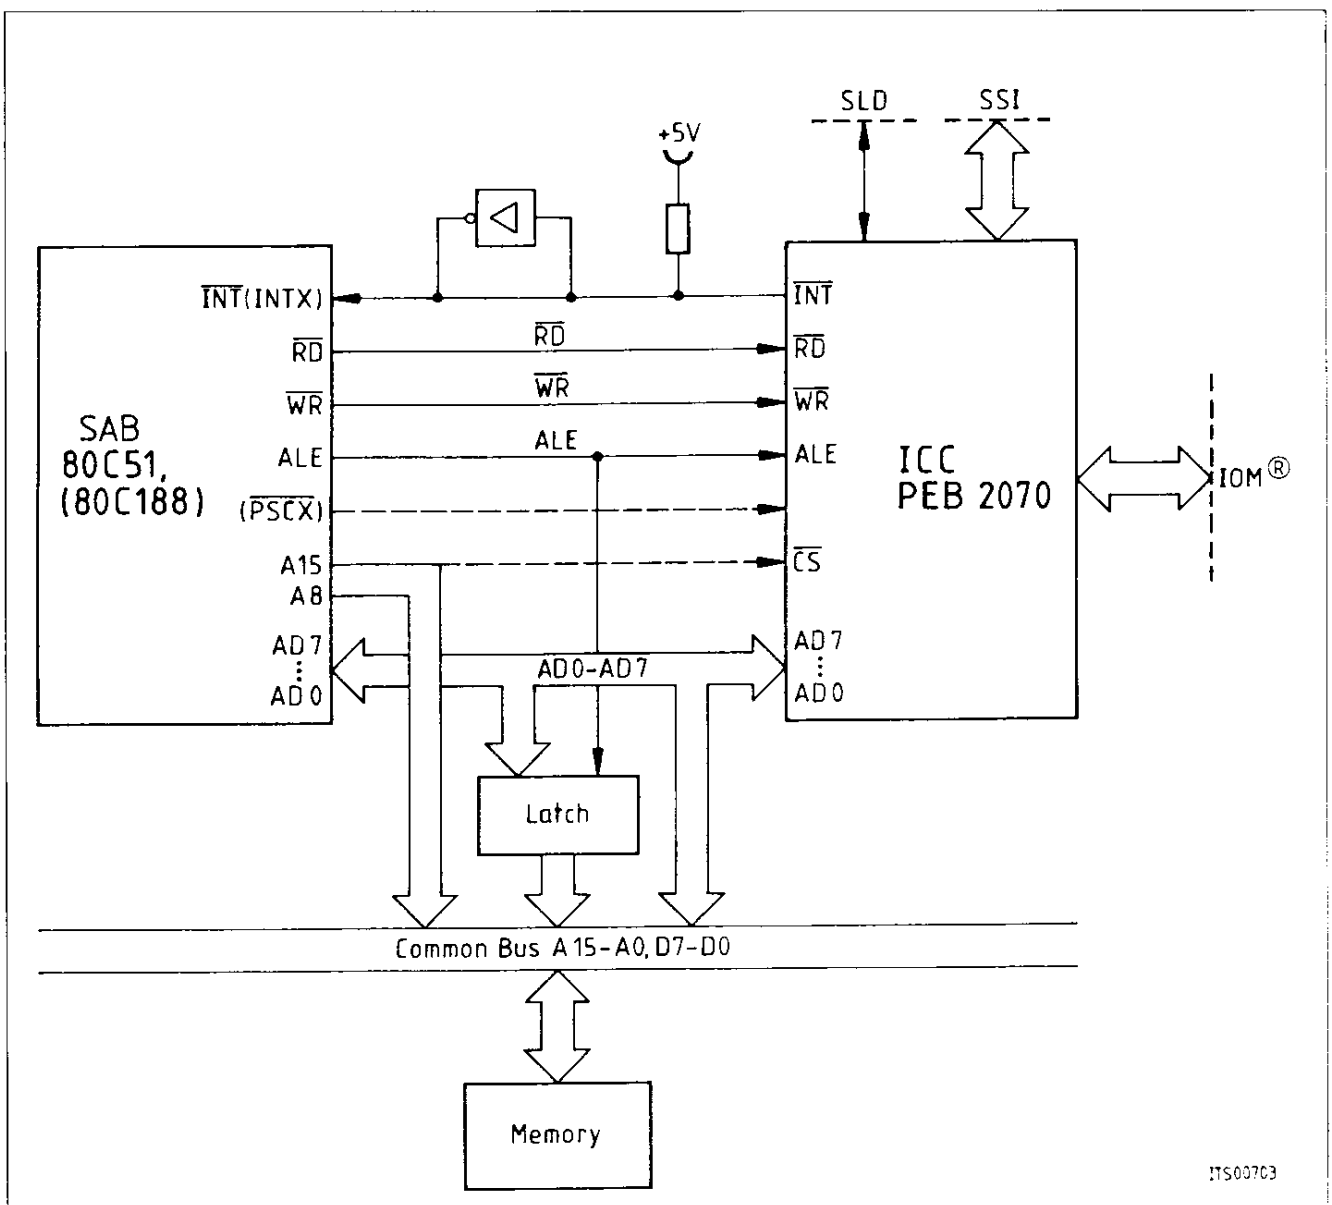 SLD SSI
+5V
INT(INTX) INT
RD RD RD
WR WR WR
SAB
80C51,
(80C188)
ALE ALE ALE
ICC
PEB 2070
IOM®
(PSCX)
A15 CS
A8
AD7 AD7
AD0-AD7
AD0 AD0
Latch
Common Bus A15-A0, D7-D0
Memory
ITS00703